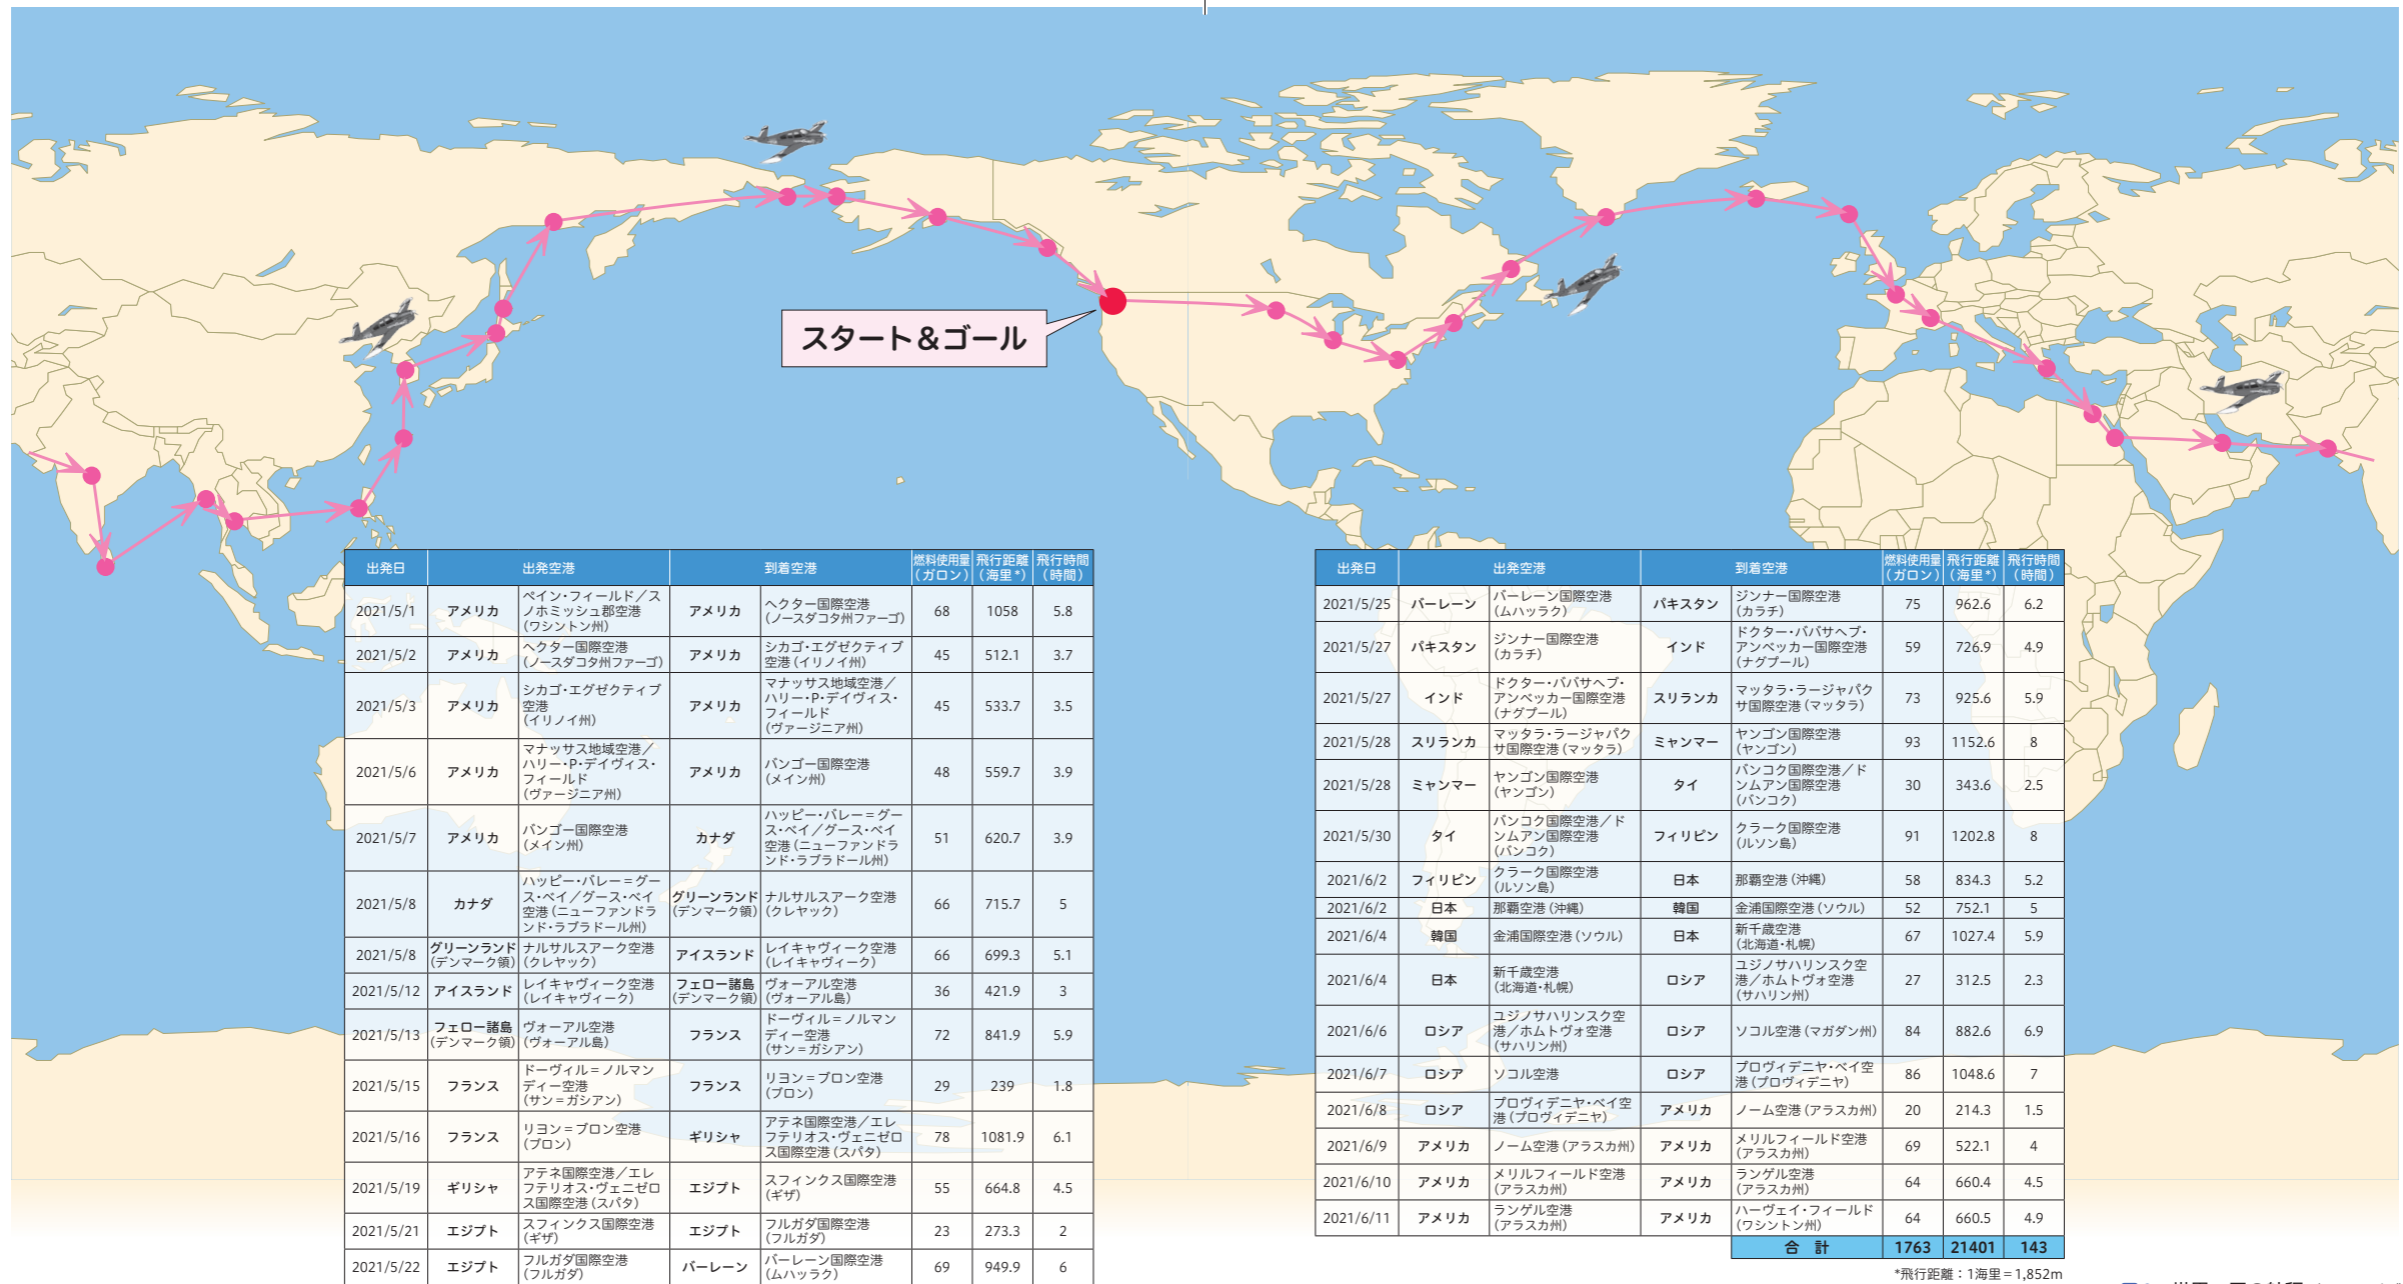 スタート&ゴール
出発日 出発空港 到着空港 燃料使用量(ガロン) 飛行距離(海里*) 飛行時間(時間)
2021/5/1 アメリカ ペイン・フィールド/スノホミッシュ郡空港(ワシントン州) アメリカ ヘクター国際空港(ノースダコタ州ファーゴ) 68 1058 5.8
2021/5/2 アメリカ ヘクター国際空港(ノースダコタ州ファーゴ) アメリカ シカゴ・エグゼクティブ空港(イリノイ州) 45 512.1 3.7
2021/5/3 アメリカ シカゴ・エグゼクティブ空港(イリノイ州) アメリカ マナッサス地域空港/ハリー・P・デイヴィス・フィールド(ヴァージニア州) 45 533.7 3.5
2021/5/6 アメリカ マナッサス地域空港/ハリー・P・デイヴィス・フィールド(ヴァージニア州) アメリカ バンゴー国際空港(メイン州) 48 559.7 3.9
2021/5/7 アメリカ バンゴー国際空港(メイン州) カナダ ハッピー・バレー=グース・ベイ/グース・ベイ空港(ニューファンドランド・ラブラドール州) 51 620.7 3.9
2021/5/8 カナダ ハッピー・バレー=グース・ベイ/グース・ベイ空港(ニューファンドランド・ラブラドール州) グリーンランド(デンマーク領) ナルサルスアーク空港(クレヤック) 66 715.7 5
2021/5/8 グリーンランド(デンマーク領) ナルサルスアーク空港(クレヤック) アイスランド レイキャヴィーク空港(レイキャヴィーク) 66 699.3 5.1
2021/5/12 アイスランド レイキャヴィーク空港(レイキャヴィーク) フェロー諸島(デンマーク領) ヴォーアル空港(ヴォーアル島) 36 421.9 3
2021/5/13 フェロー諸島(デンマーク領) ヴォーアル空港(ヴォーアル島) フランス ドーヴィル=ノルマンディー空港(サン=ガシアン) 72 841.9 5.9
2021/5/15 フランス ドーヴィル=ノルマンディー空港(サン=ガシアン) フランス リヨン=ブロン空港(ブロン) 29 239 1.8
2021/5/16 フランス リヨン=ブロン空港(ブロン) ギリシャ アテネ国際空港/エレフテリオス・ヴェニゼロス国際空港(スパタ) 78 1081.9 6.1
2021/5/19 ギリシャ アテネ国際空港/エレフテリオス・ヴェニゼロス国際空港(スパタ) エジプト スフィンクス国際空港(ギザ) 55 664.8 4.5
2021/5/21 エジプト スフィンクス国際空港(ギザ) エジプト フルガダ国際空港(フルガダ) 23 273.3 2
2021/5/22 エジプト フルガダ国際空港(フルガダ) バーレーン バーレーン国際空港(ムハッラク) 69 949.9 6
出発日 出発空港 到着空港 燃料使用量(ガロン) 飛行距離(海里*) 飛行時間(時間)
2021/5/25 バーレーン バーレーン国際空港(ムハッラク) パキスタン ジンナー国際空港(カラチ) 75 962.6 6.2
2021/5/27 パキスタン ジンナー国際空港(カラチ) インド ドクター・ババサヘブ・アンベッカー国際空港(ナグプール) 59 726.9 4.9
2021/5/27 インド ドクター・ババサヘブ・アンベッカー国際空港(ナグプール) スリランカ マッタラ・ラージャパクサ国際空港(マッタラ) 73 925.6 5.9
2021/5/28 スリランカ マッタラ・ラージャパクサ国際空港(マッタラ) ミャンマー ヤンゴン国際空港(ヤンゴン) 93 1152.6 8
2021/5/28 ミャンマー ヤンゴン国際空港(ヤンゴン) タイ バンコク国際空港/ドンムアン国際空港(バンコク) 30 343.6 2.5
2021/5/30 タイ バンコク国際空港/ドンムアン国際空港(バンコク) フィリピン クラーク国際空港(ルソン島) 91 1202.8 8
2021/6/2 フィリピン クラーク国際空港(ルソン島) 日本 那覇空港(沖縄) 58 834.3 5.2
2021/6/2 日本 那覇空港(沖縄) 韓国 金浦国際空港(ソウル) 52 752.1 5
2021/6/4 韓国 金浦国際空港(ソウル) 日本 新千歳空港(北海道・札幌) 67 1027.4 5.9
2021/6/4 日本 新千歳空港(北海道・札幌) ロシア ユジノサハリンスク空港/ホムトヴォ空港(サハリン州) 27 312.5 2.3
2021/6/6 ロシア ユジノサハリンスク空港/ホムトヴォ空港(サハリン州) ロシア ソコル空港(マガダン州) 84 882.6 6.9
2021/6/7 ロシア ソコル空港 ロシア プロヴィデニヤ・ベイ空港(プロヴィデニヤ) 86 1048.6 7
2021/6/8 ロシア プロヴィデニヤ・ベイ空港(プロヴィデニヤ) アメリカ ノーム空港(アラスカ州) 20 214.3 1.5
2021/6/9 アメリカ ノーム空港(アラスカ州) アメリカ メリルフィールド空港(アラスカ州) 69 522.1 4
2021/6/10 アメリカ メリルフィールド空港(アラスカ州) アメリカ ランゲル空港(アラスカ州) 64 660.4 4.5
2021/6/11 アメリカ ランゲル空港(アラスカ州) アメリカ ハーヴェイ・フィールド(ワシントン州) 64 660.5 4.9
合計 1763 21401 143
*飛行距離:1海里=1,852m